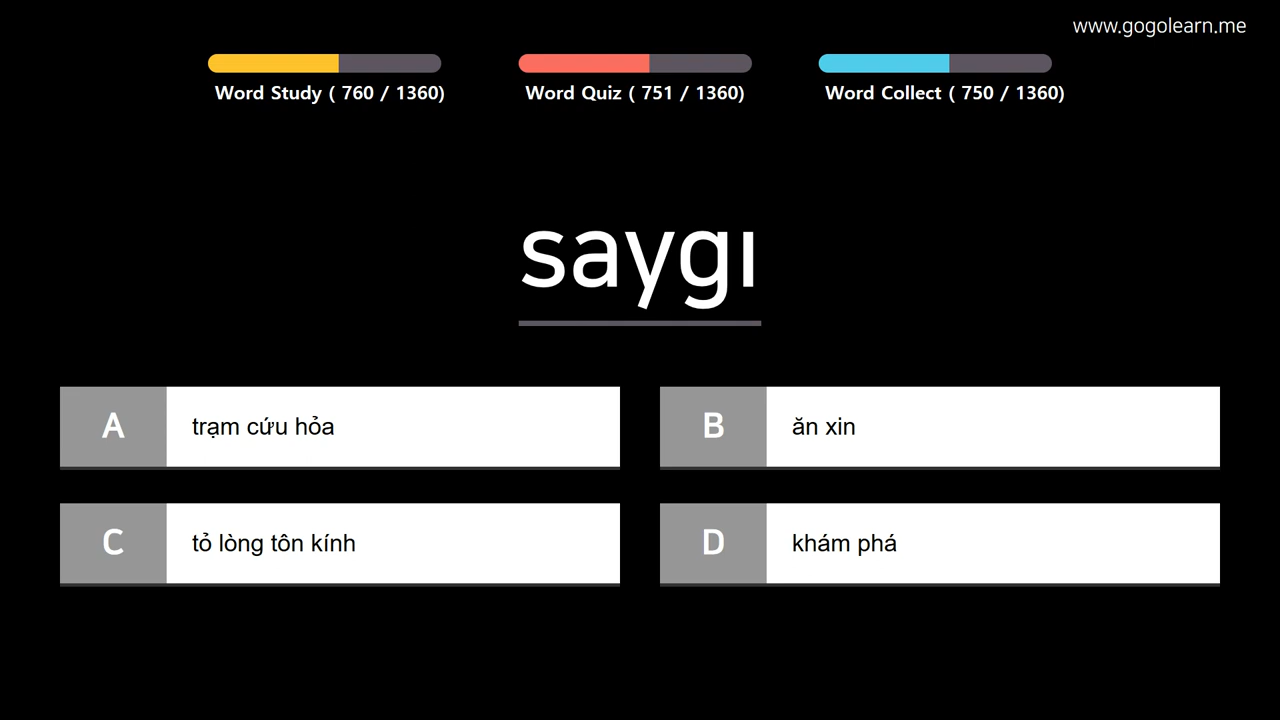 www.gogolearn.me
Word Study ( 760 / 1360)
Word Quiz ( 751 / 1360)
Word Collect ( 750 / 1360)
saygı
A
trạm cứu hỏa
B
ăn xin
C
tỏ lòng tôn kính
D
khám phá